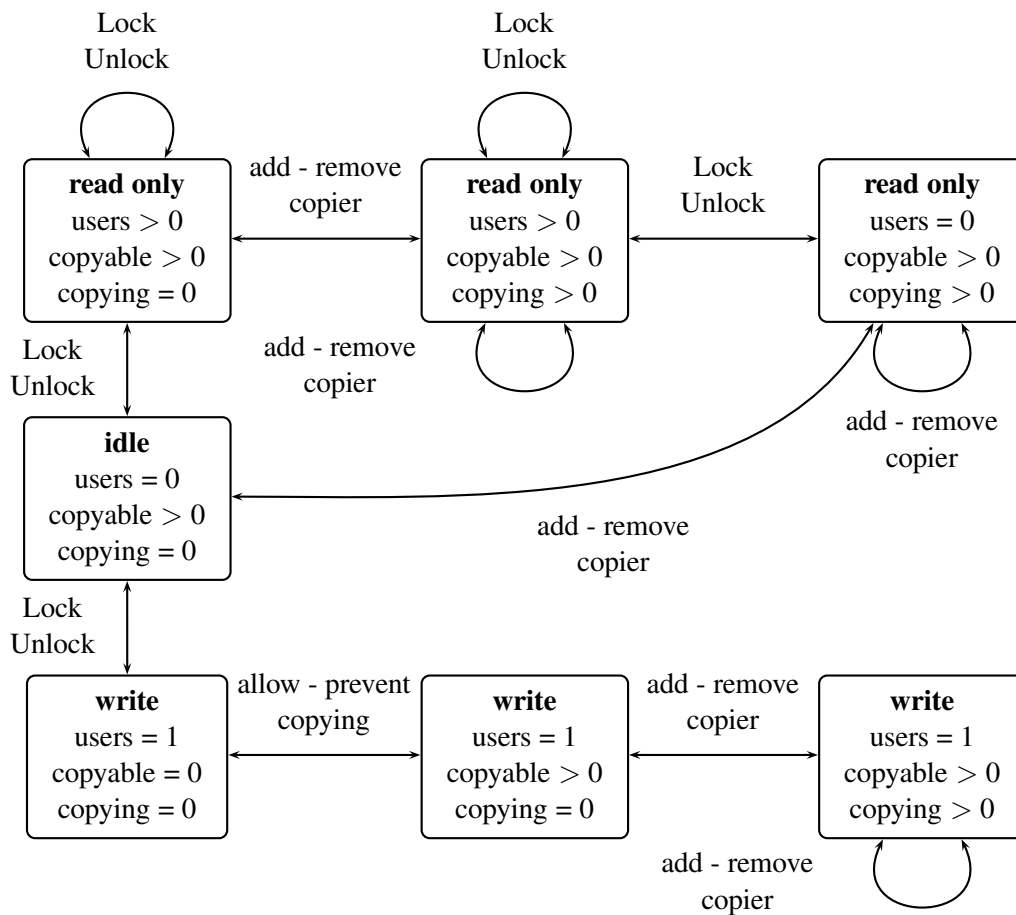 Lock
Unlock
Lock
Unlock
read only
users > 0
copyable > 0
copying = 0
add - remove
copier
read only
users > 0
copyable > 0
copying > 0
Lock
Unlock
read only
users = 0
copyable > 0
copying > 0
Lock
Unlock
add - remove
copier
add - remove
copier
idle
users = 0
copyable > 0
copying = 0
add - remove
copier
Lock
Unlock
write
users = 1
copyable = 0
copying = 0
allow - prevent
copying
write
users = 1
copyable > 0
copying = 0
add - remove
copier
write
users = 1
copyable > 0
copying > 0
add - remove
copier